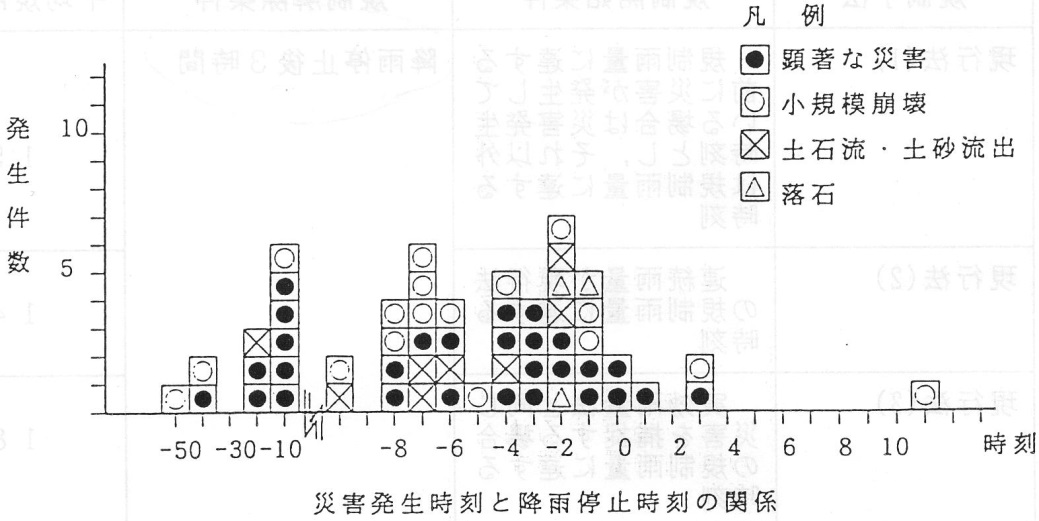 凡 例
顕著な災害
小規模崩壊
土石流・土砂流出
落石
発生件数
10
5
-50 -30 -10 -8 -6 -4 -2 0 2 4 6 8 10 時刻
災害発生時刻と降雨停止時刻の関係